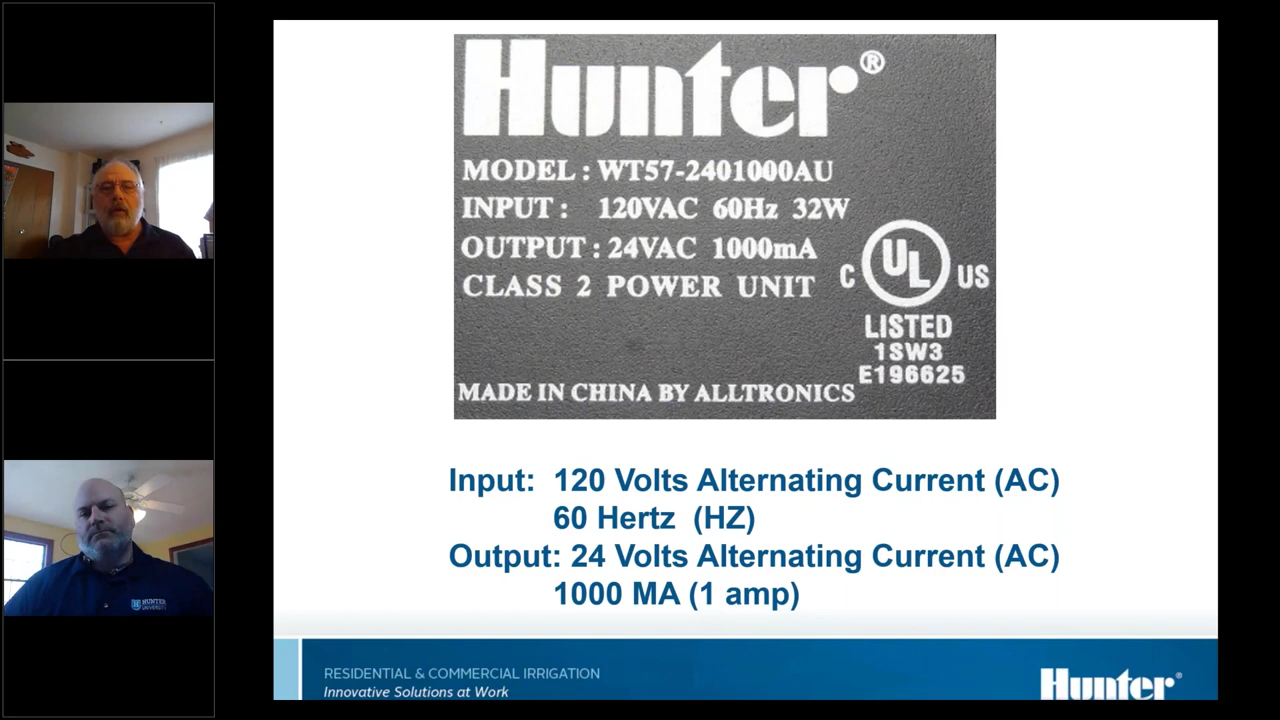 Hunter®
MODEL : WT57-2401000AU
INPUT : 120VAC 60Hz 32W
OUTPUT : 24VAC 1000mA
CLASS 2 POWER UNIT
C UL US
LISTED
1SW3
E196625
MADE IN CHINA BY ALLTRONICS
Input: 120 Volts Alternating Current (AC)
60 Hertz (HZ)
Output: 24 Volts Alternating Current (AC)
1000 MA (1 amp)
HUNTER
UNIVERSITY
RESIDENTIAL & COMMERCIAL IRRIGATION
Innovative Solutions at Work
Hunter®